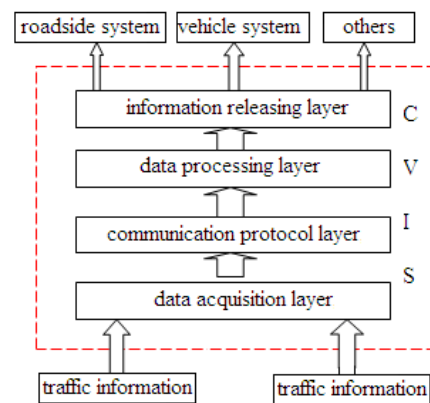 roadside system vehicle system others
information releasing layer C
data processing layer V
communication protocol layer I
data acquisition layer S
traffic information traffic information